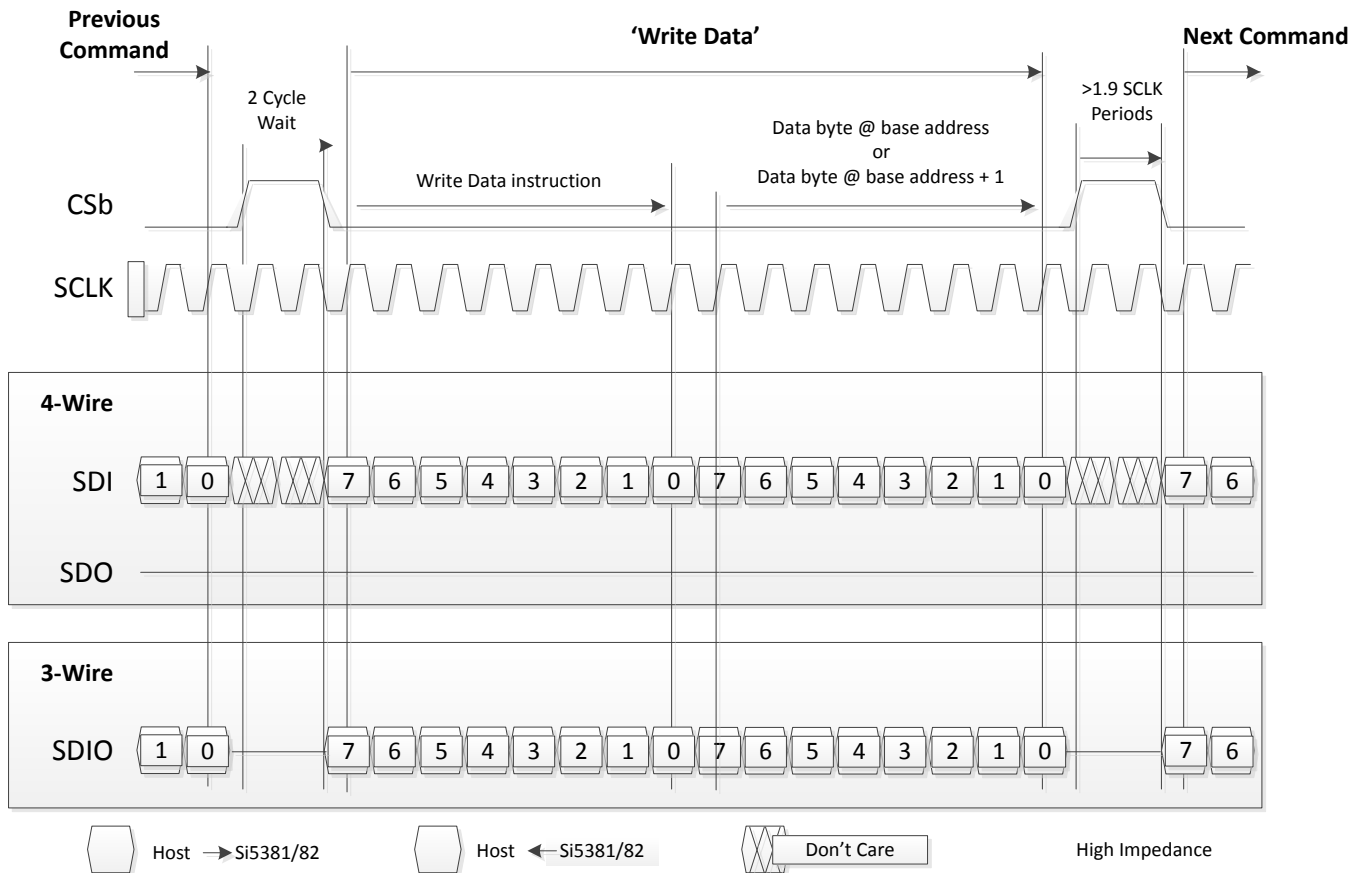 Previous
Command
‘Write Data’
Next Command
2 Cycle
Wait
>1.9 SCLK
Periods
Data byte @ base address
or
Data byte @ base address + 1
Write Data instruction
CSb
SCLK
4-Wire
SDI 1 0 7 6 5 4 3 2 1 0 7 6 5 4 3 2 1 0 7 6
SDO
3-Wire
SDIO 1 0 7 6 5 4 3 2 1 0 7 6 5 4 3 2 1 0 7 6
Host Si5381/82 Host Si5381/82 Don’t Care High Impedance